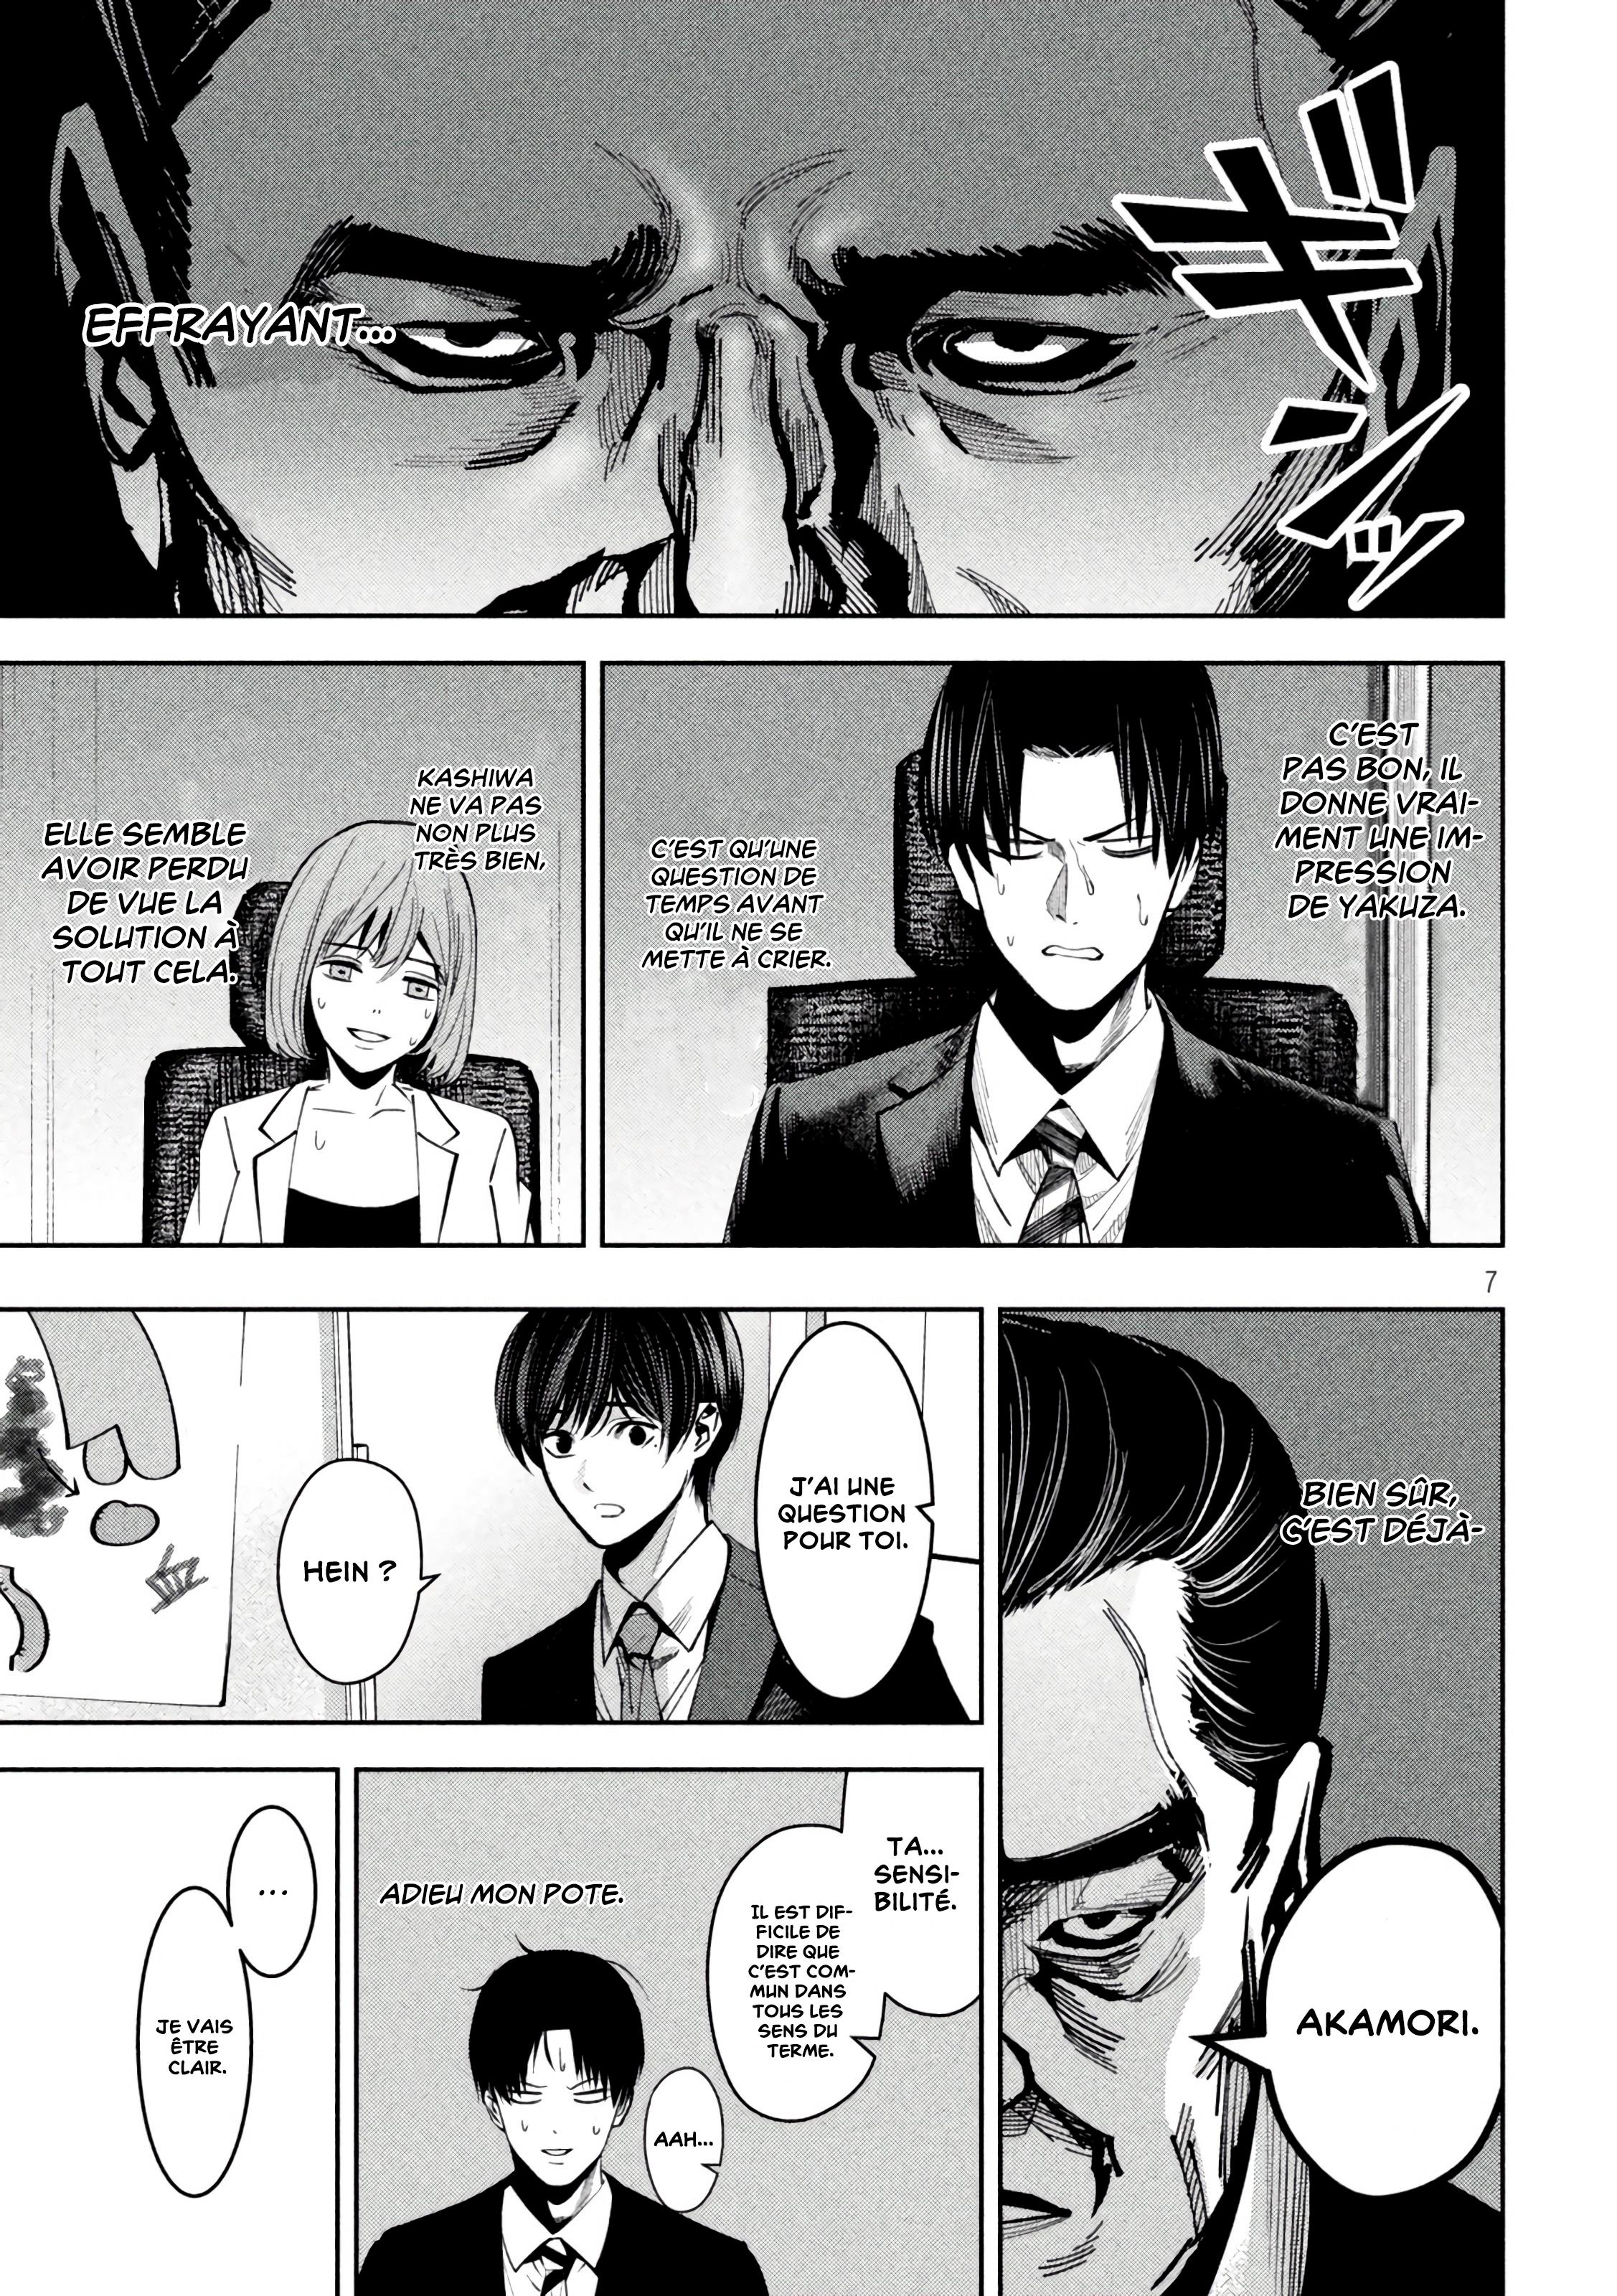 ギ
ロッ
EFFRAYANT...
C'EST
PAS BON, IL
DONNE VRAI-
MENT UNE IM-
PRESSION
DE YAKUZA.
C'EST QU'UNE
QUESTION DE
TEMPS AVANT
QU'IL NE SE
METTE À CRIER.
KASHIWA
NE VA PAS
NON PLUS
TRÈS BIEN,
ELLE SEMBLE
AVOIR PERDU
DE VUE LA
SOLUTION À
TOUT CELA.
7
BIEN SÛR,
C'EST DÉJÀ-
AKAMORI.
J'AI UNE
QUESTION
POUR TOI.
HEIN ?
TA...
SENSI-
BILITÉ.
IL EST DIF-
FICILE DE
DIRE QUE
C'EST COM-
MUN DANS
TOUS LES
SENS DU
TERME.
AAH...
ADIEU MON POTE.
...
JE VAIS
ÊTRE
CLAIR.